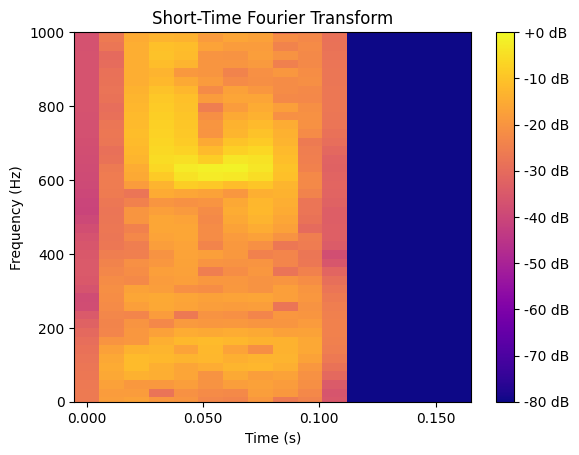 Short-Time Fourier Transform
1000
800
600
400
200
0
Frequency (Hz)
0.000
0.050
0.100
0.150
Time (s)
+0 dB
-10 dB
-20 dB
-30 dB
-40 dB
-50 dB
-60 dB
-70 dB
-80 dB